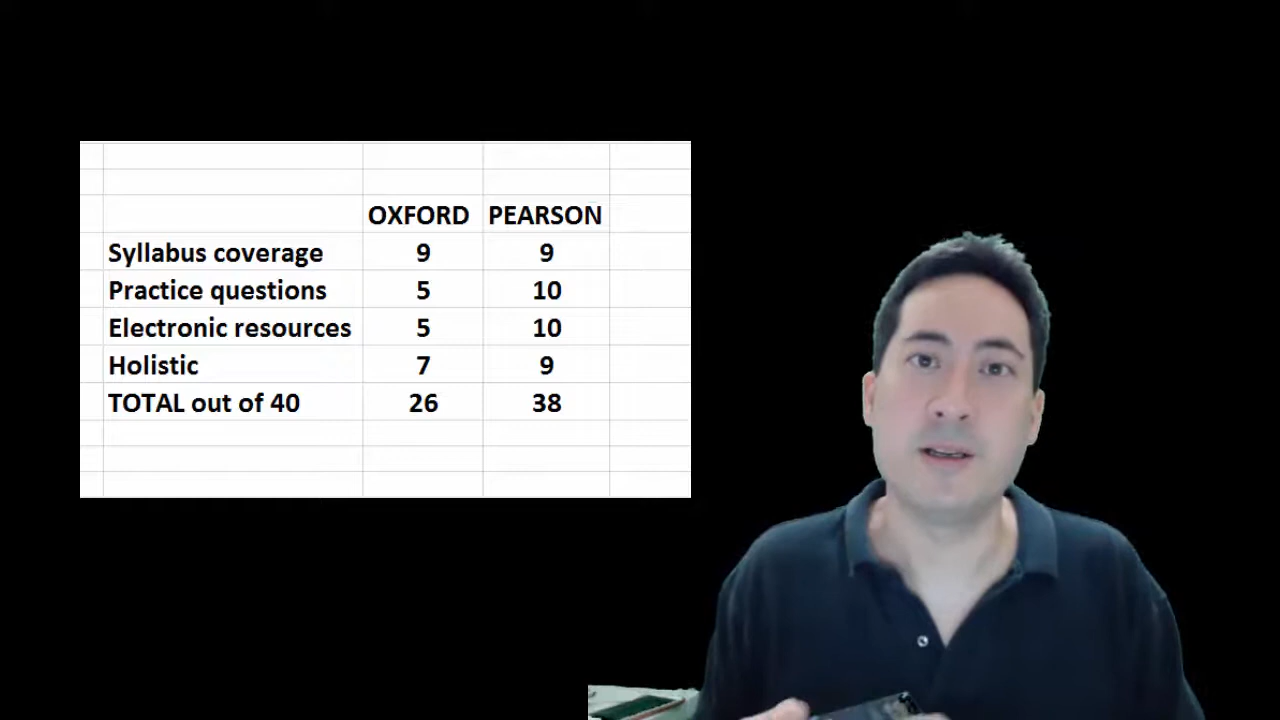 OXFORD PEARSON
Syllabus coverage 9 9
Practice questions 5 10
Electronic resources 5 10
Holistic 7 9
TOTAL out of 40 26 38